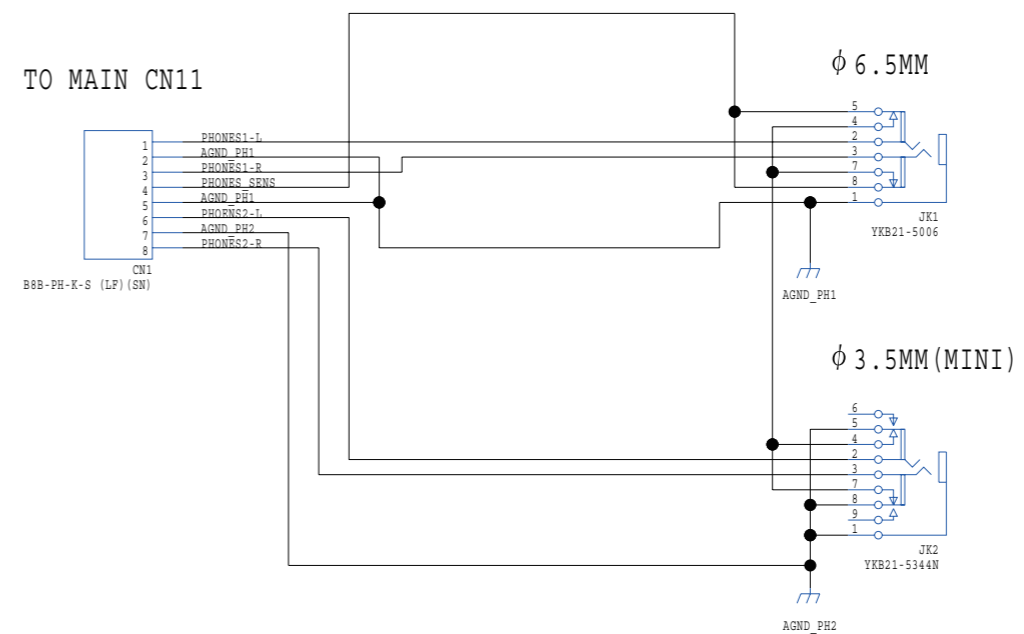 TO MAIN CN11
1
2
3
4
5
6
7
8
PHONES1-L
AGND_PH1
PHONES1-R
PHONES_SENS
AGND_PH1
PHOENS2-L
AGND_PH2
PHONES2-R
CN1
B8B-PH-K-S (LF)(SN)
ϕ 6.5MM
5
4
2
3
7
8
1
JK1
YKB21-5006
AGND_PH1
ϕ 3.5MM(MINI)
6
5
4
2
3
7
8
9
1
JK2
YKB21-5344N
AGND_PH2